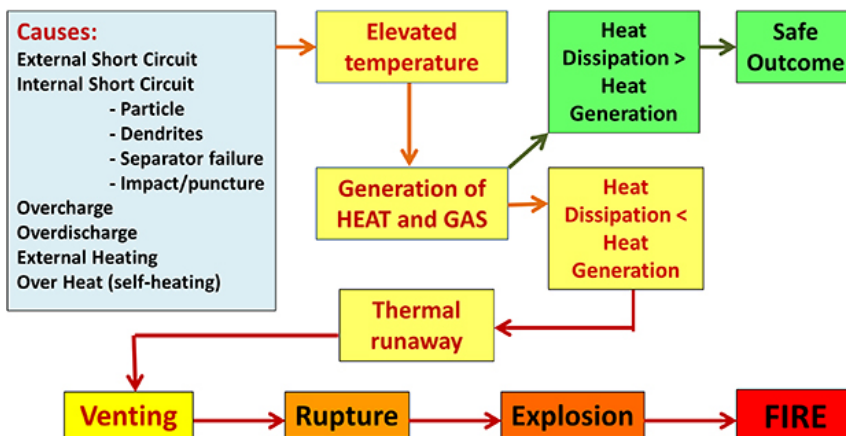 Causes:
External Short Circuit
Internal Short Circuit
- Particle
- Dendrites
- Separator failure
- Impact/puncture
Overcharge
Overdischarge
External Heating
Over Heat (self-heating)
Elevated
temperature
Generation of
HEAT and GAS
Heat
Dissipation >
Heat
Generation
Safe
Outcome
Heat
Dissipation <
Heat
Generation
Thermal
runaway
Venting
Rupture
Explosion
FIRE